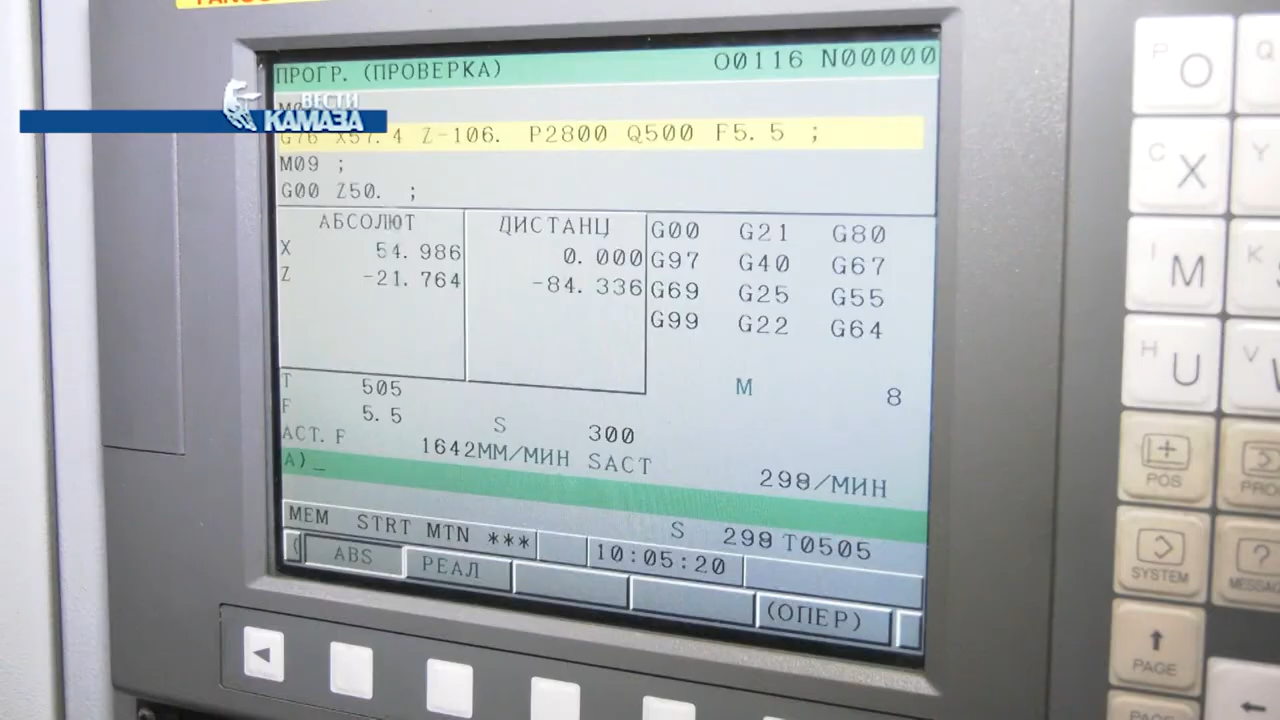 ПРОГР. (ПРОВЕРКА) O0116 N00000
ВЕСТИ
КАМАЗА
G76 X57.4 Z-106. P2800 Q500 F5.5 ;
M09 ;
G00 Z50. ;
АБСОЛЮТ ДИСТАНЦ
X 54.986 0.000
Z -21.764 -84.336
G00 G21 G80
G97 G40 G67
G69 G25 G55
G99 G22 G64
T 505 M 8
F 5.5 S 300
ACT. F 1642ММ/МИН SACT 298/МИН
A)_
MEM STRT MTN *** S 298 T0505
10:05:20
( ABS РЕАЛ (ОПЕР)
P O Q
C X Y
I M K
H U V
POS
SYSTEM
?
PAGE